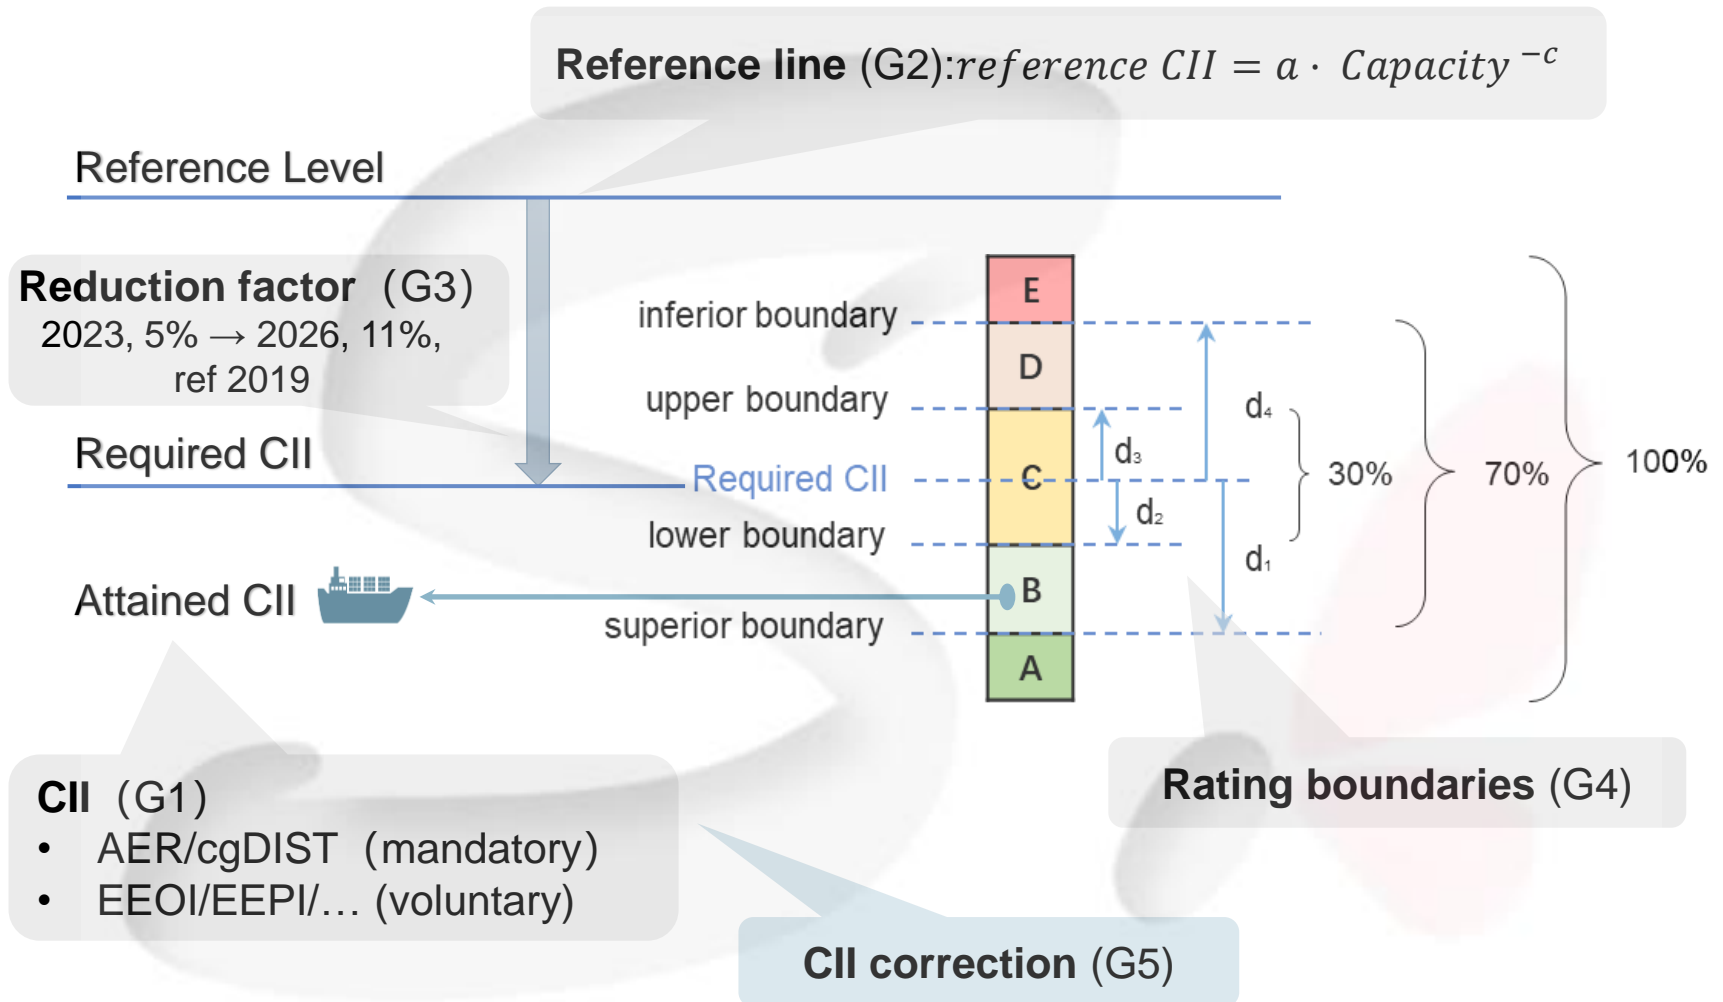 Reference line (G2):reference CII = a · Capacity⁻ᶜ
Reference Level
Reduction factor (G3)
2023, 5% → 2026, 11%,
ref 2019
Required CII
Attained CII
inferior boundary
upper boundary
Required CII
lower boundary
superior boundary
E
D
C
B
A
d₃
d₂
d₄
d₁
30%
70%
100%
CII (G1)
• AER/cgDIST (mandatory)
• EEOI/EEPI/… (voluntary)
Rating boundaries (G4)
CII correction (G5)